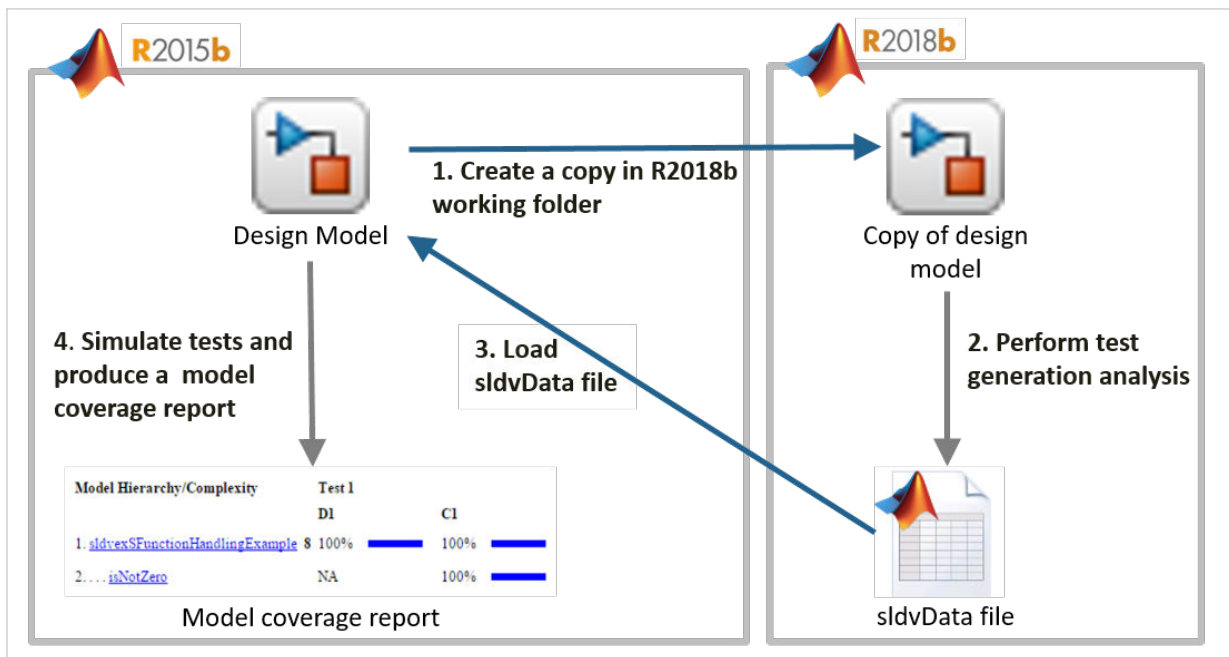 R2015b
R2018b
1. Create a copy in R2018b
working folder
Design Model
Copy of design
model
4. Simulate tests and
produce a model
coverage report
3. Load
sldvData file
2. Perform test
generation analysis
Model Hierarchy/Complexity Test 1
D1 C1
1. sldvexSFunctionHandlingExample 8 100% 100%
2. . . . isNotZero NA 100%
Model coverage report
sldvData file